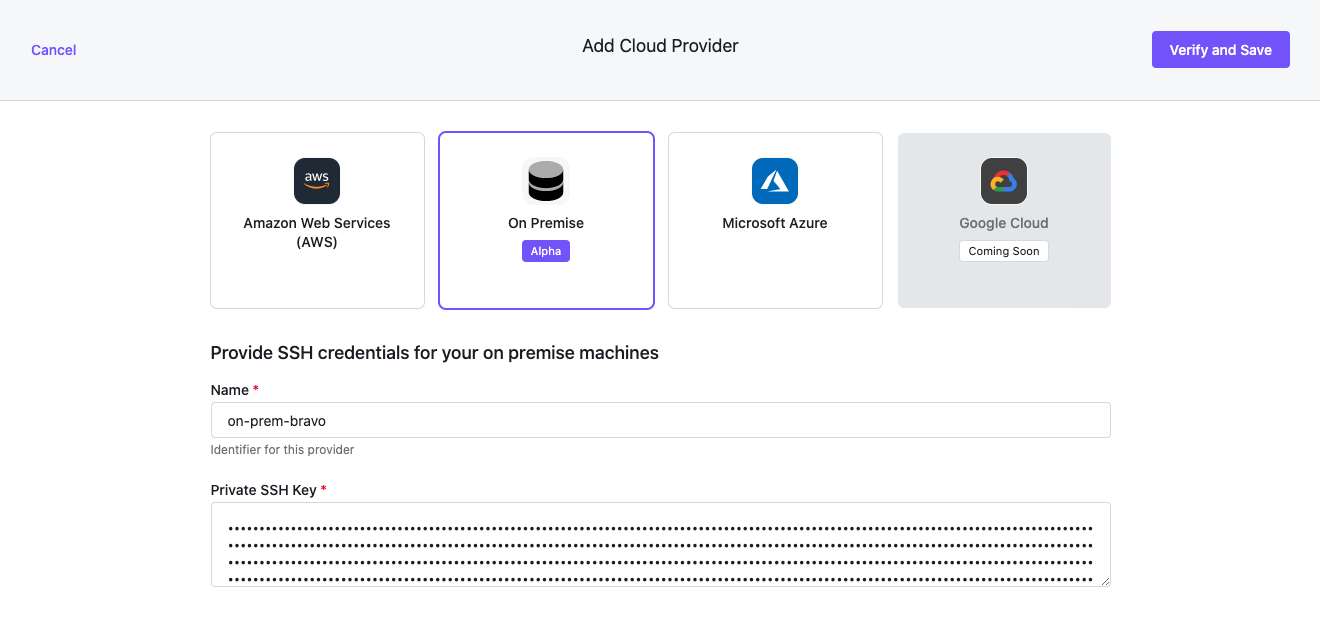 Cancel
Add Cloud Provider
Verify and Save
aws
Amazon Web Services
(AWS)
On Premise
Alpha
Microsoft Azure
Google Cloud
Coming Soon
Provide SSH credentials for your on premise machines
Name *
on-prem-bravo
Identifier for this provider
Private SSH Key *